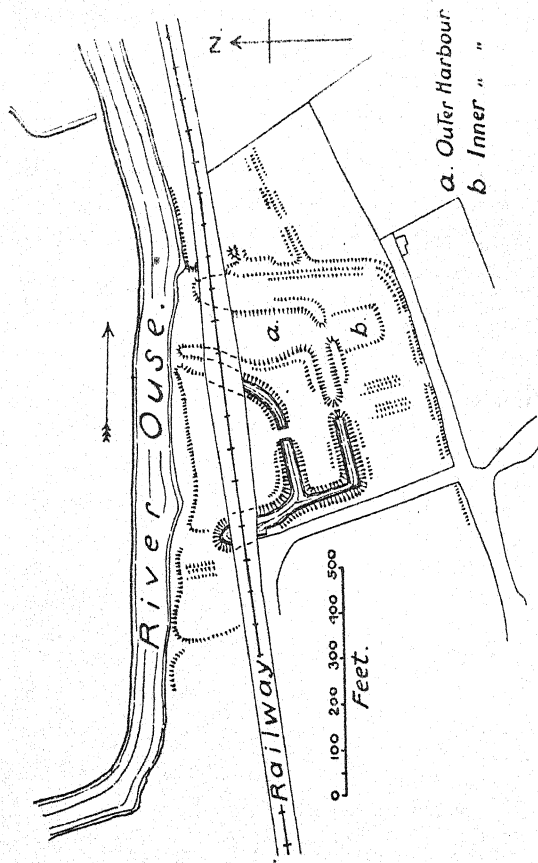 N
River Ouse.
Railway
a
b
0 100 200 300 400 500
Feet.
a. Outer Harbour
b Inner " "